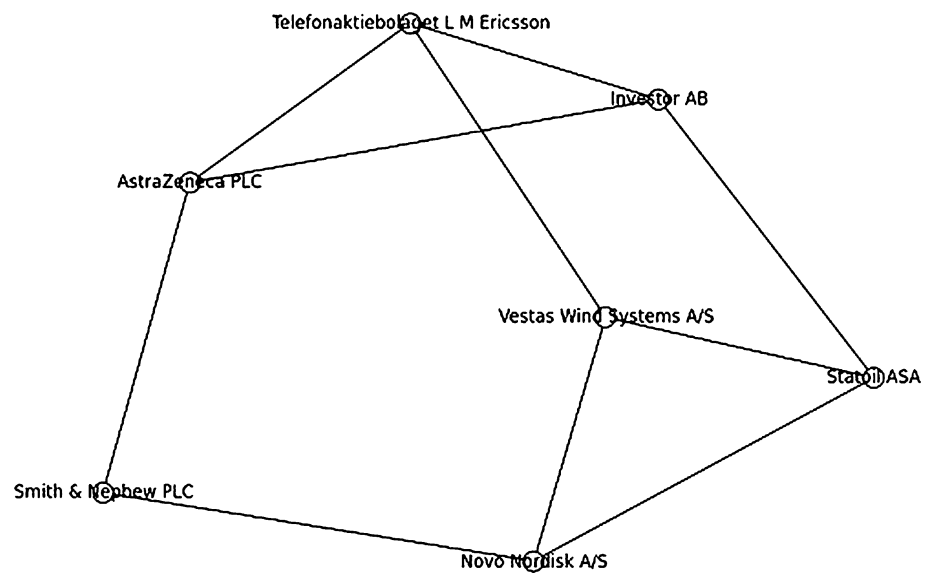 Telefonaktiebolaget L M Ericsson
Investor AB
AstraZeneca PLC
Vestas Wind Systems A/S
Statoil ASA
Smith & Nephew PLC
Novo Nordisk A/S